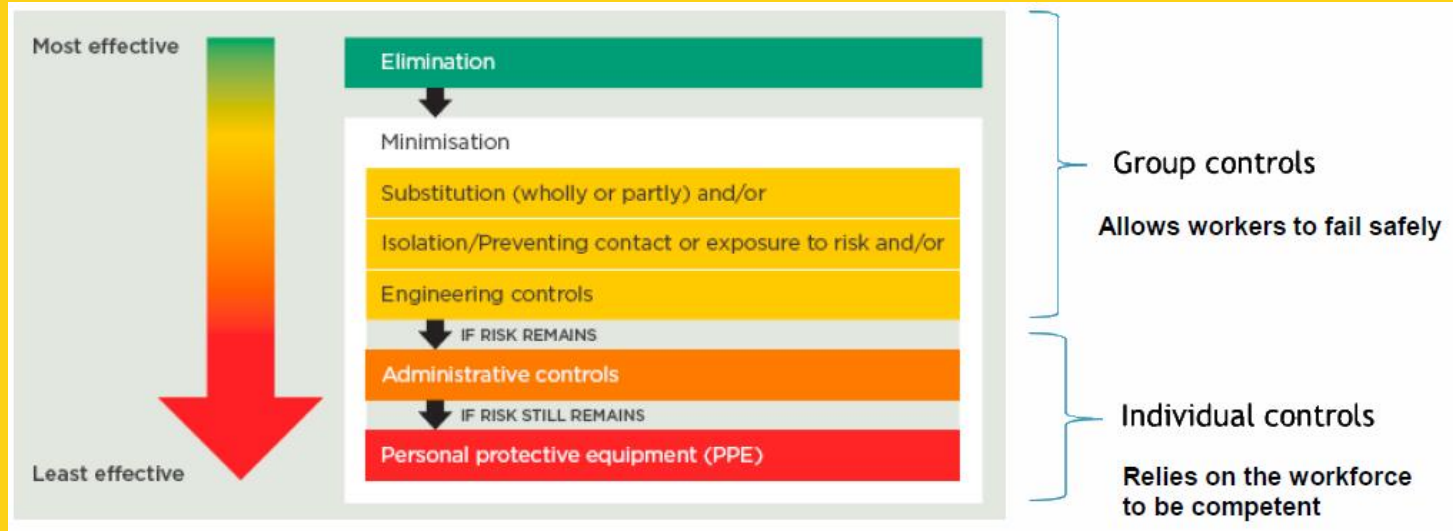 Most effective
Elimination
Minimisation
Substitution (wholly or partly) and/or
Isolation/Preventing contact or exposure to risk and/or
Engineering controls
IF RISK REMAINS
Administrative controls
IF RISK STILL REMAINS
Personal protective equipment (PPE)
Least effective
Group controls
Allows workers to fail safely
Individual controls
Relies on the workforce
to be competent